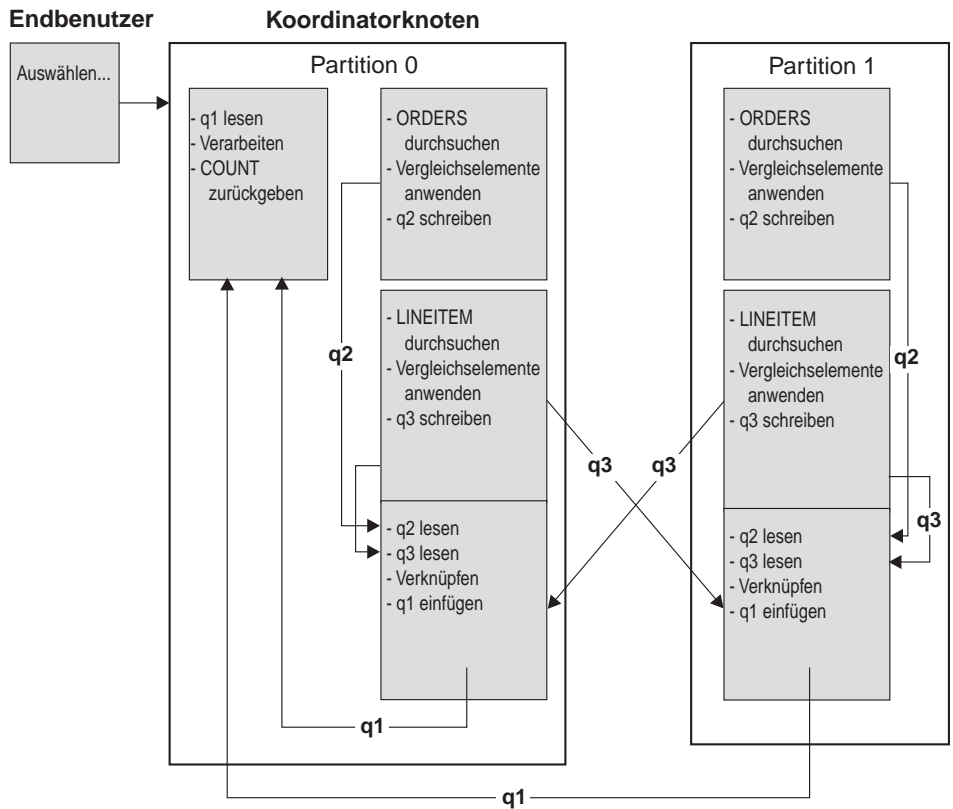 Endbenutzer
Koordinatorknoten
Auswählen...
Partition 0
- q1 lesen
- Verarbeiten
- COUNT
zurückgeben
- ORDERS
durchsuchen
- Vergleichselemente
anwenden
- q2 schreiben
q2
- LINEITEM
durchsuchen
- Vergleichselemente
anwenden
- q3 schreiben
- q2 lesen
- q3 lesen
- Verknüpfen
- q1 einfügen
q1
q3
q3
Partition 1
- ORDERS
durchsuchen
- Vergleichselemente
anwenden
- q2 schreiben
- LINEITEM
durchsuchen
- Vergleichselemente
anwenden
- q3 schreiben
q2
q3
- q2 lesen
- q3 lesen
- Verknüpfen
- q1 einfügen
q1